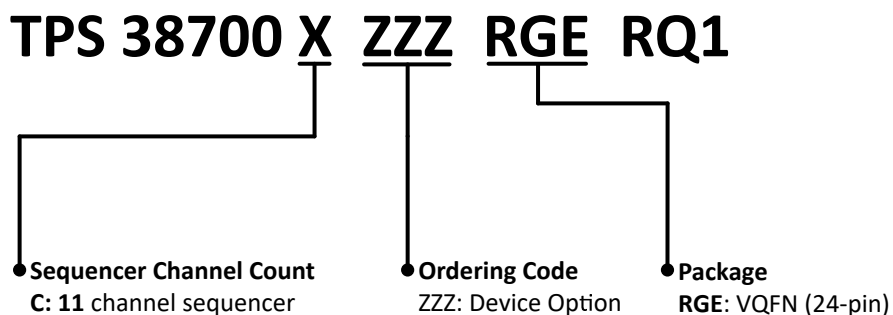 TPS 38700 X ZZZ RGE RQ1
Sequencer Channel Count
C: 11 channel sequencer
Ordering Code
ZZZ: Device Option
Package
RGE: VQFN (24-pin)